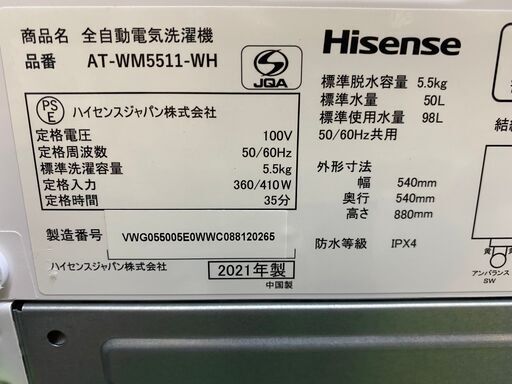 商品名 全自動電気洗濯機
品番 AT-WM5511-WH
JQA
PS
E
ハイセンスジャパン株式会社
定格電圧 100V
定格周波数 50/60Hz
標準洗濯容量 5.5kg
定格入力 360/410W
定格時間 35分
製造番号 VWG055005E0WWC088120265
ハイセンスジャパン株式会社
2021年製
中国製
Hisense
標準脱水容量 5.5kg
標準水量 50L
標準使用水量 98L
50/60Hz共用
外形寸法
幅 540mm
奥行 540mm
高さ 880mm
防水等級 IPX4
結
黄
黄
アンバランス
SW